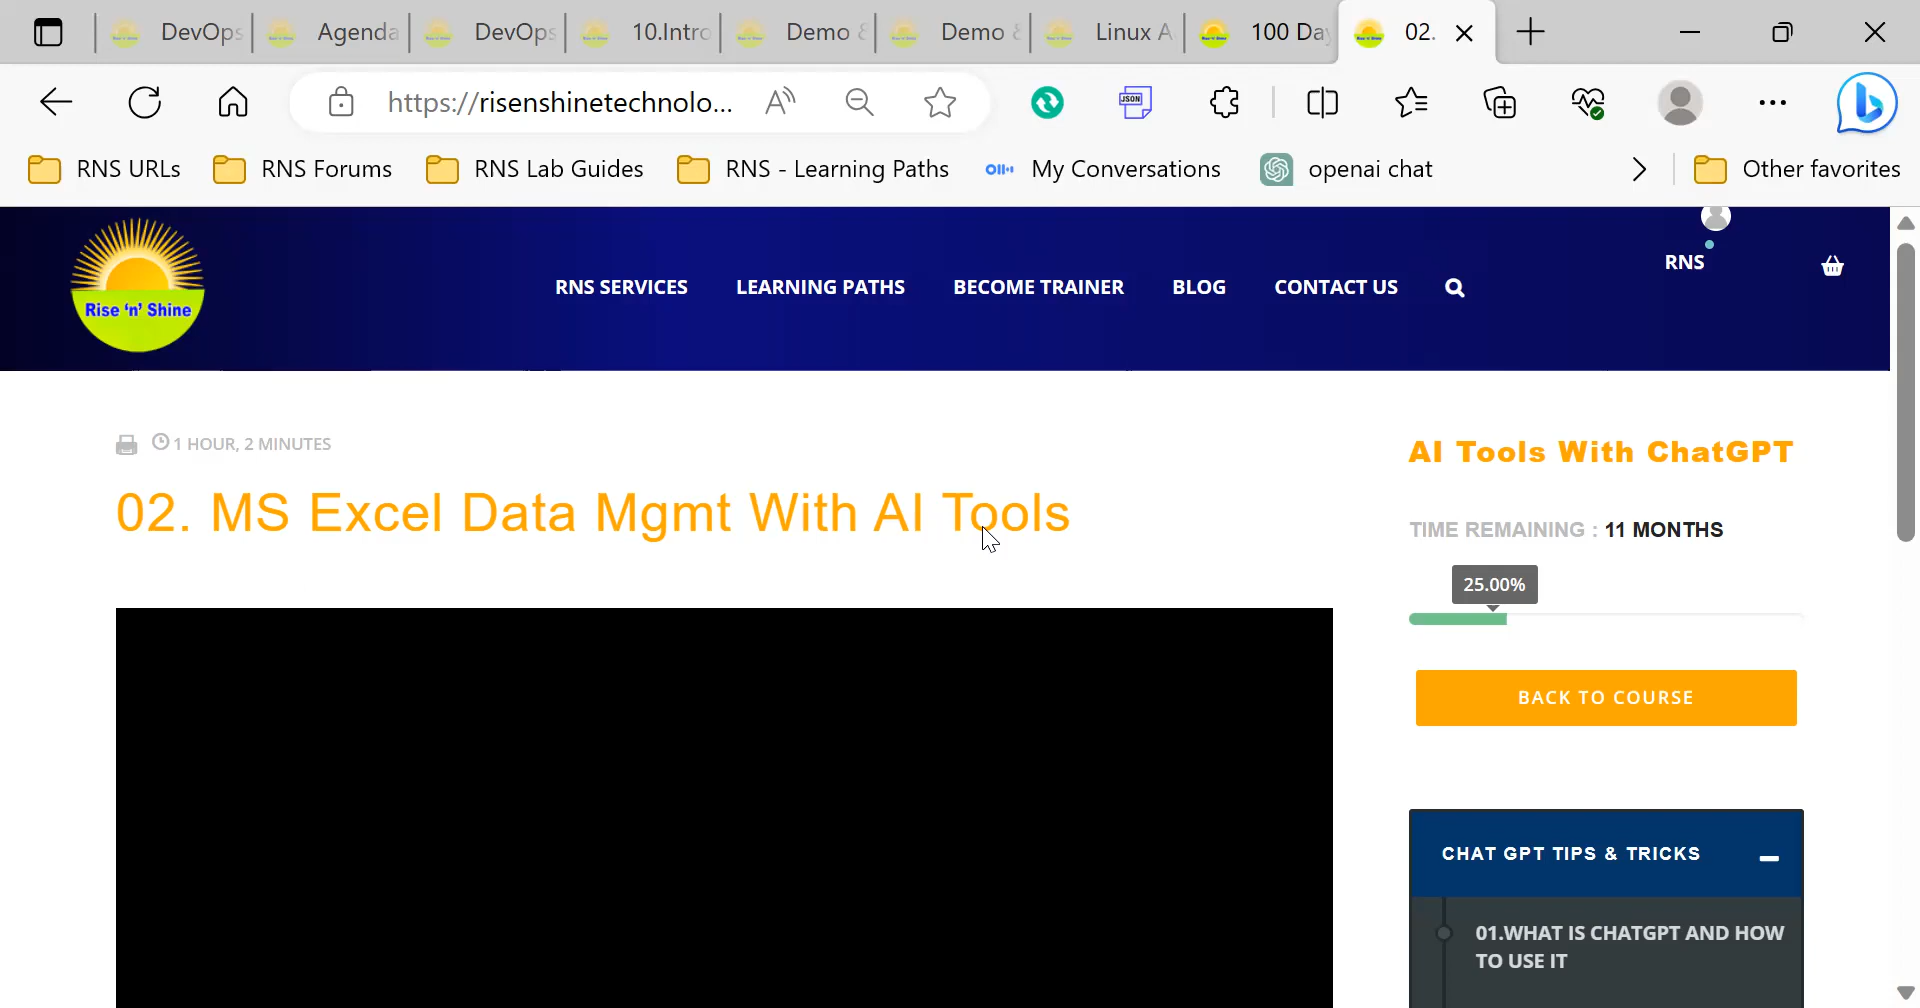 DevOps
Agenda
DevOps
10.Intro
Demo &
Demo &
Linux A
100 Day
02.
https://risenshinetechnolo...
JSON
RNS URLs
RNS Forums
RNS Lab Guides
RNS - Learning Paths
My Conversations
openai chat
Other favorites
Rise 'n' Shine
RNS SERVICES
LEARNING PATHS
BECOME TRAINER
BLOG
CONTACT US
RNS
1 HOUR, 2 MINUTES
02. MS Excel Data Mgmt With AI Tools
AI Tools With ChatGPT
TIME REMAINING : 11 MONTHS
25.00%
BACK TO COURSE
CHAT GPT TIPS & TRICKS
01.WHAT IS CHATGPT AND HOW
TO USE IT